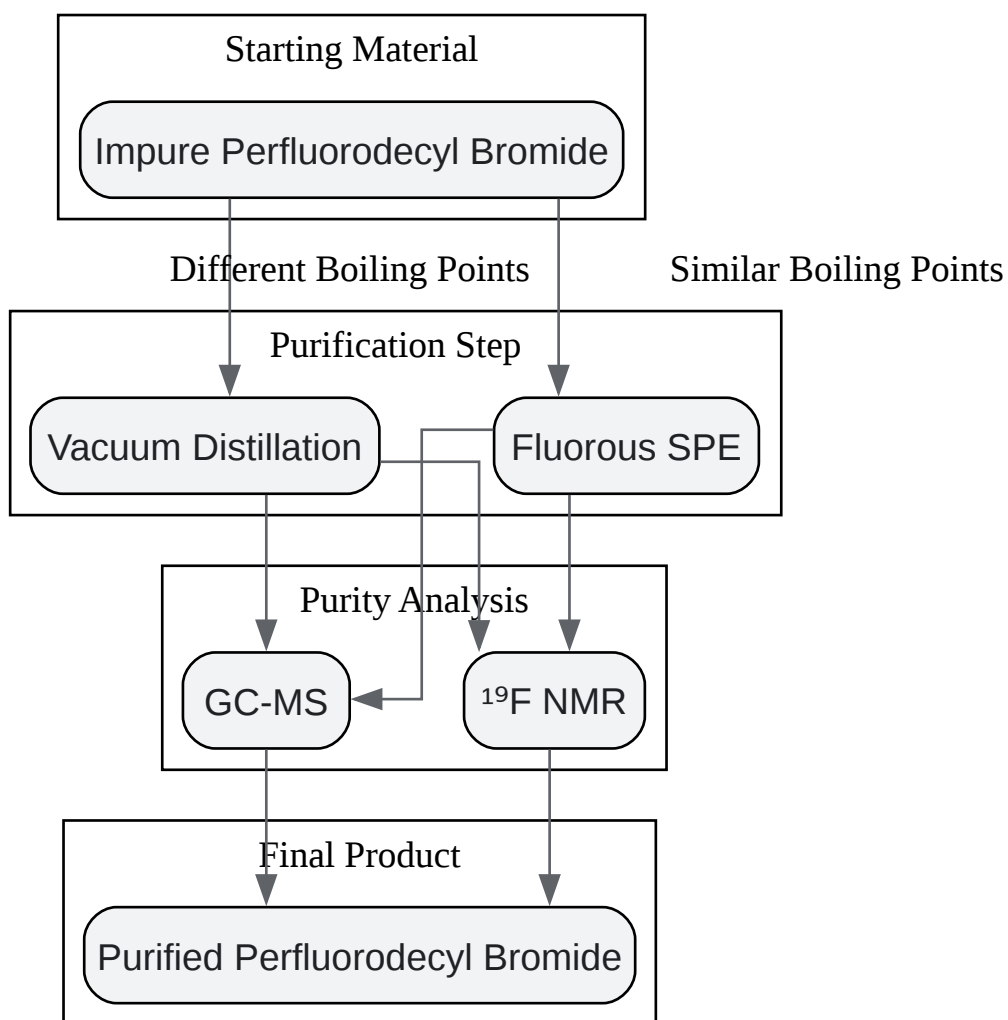 Starting Material
Impure Perfluorodecyl Bromide
Different Boiling Points
Similar Boiling Points
Purification Step
Vacuum Distillation
Fluorous SPE
Purity Analysis
GC-MS
¹⁹F NMR
Final Product
Purified Perfluorodecyl Bromide